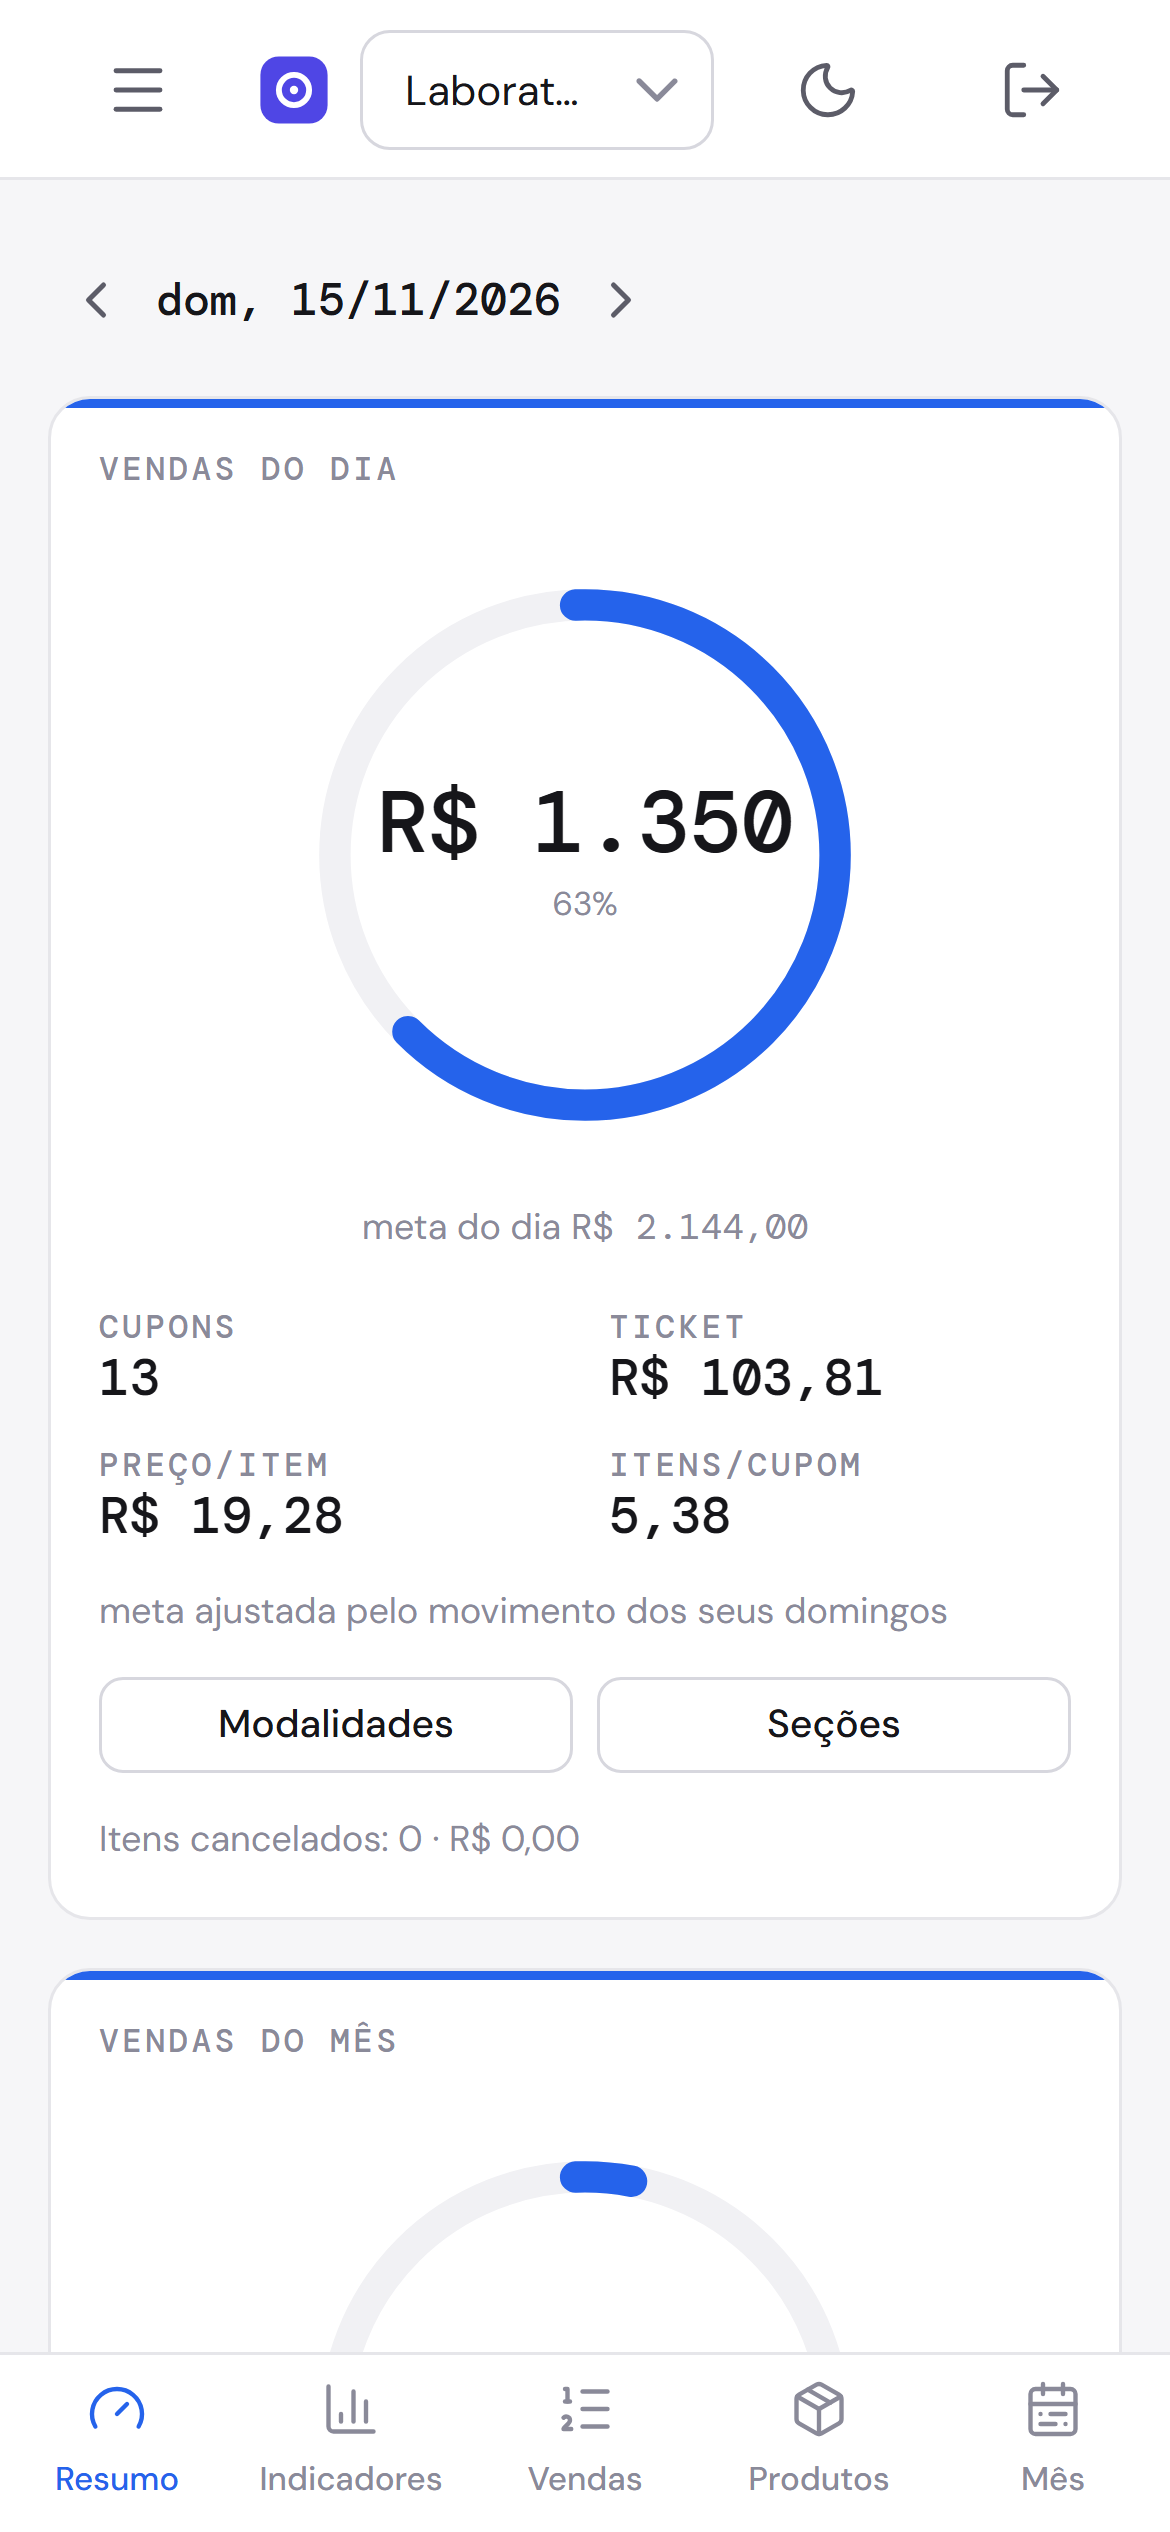 Laborat...
dom, 15/11/2026
VENDAS DO DIA
R$ 1.350
63%
meta do dia R$ 2.144,00
CUPONS
13
TICKET
R$ 103,81
PREÇO/ITEM
R$ 19,28
ITENS/CUPOM
5,38
meta ajustada pelo movimento dos seus domingos
Modalidades
Seções
Itens cancelados: 0 · R$ 0,00
VENDAS DO MÊS
Resumo
Indicadores
Vendas
Produtos
Mês